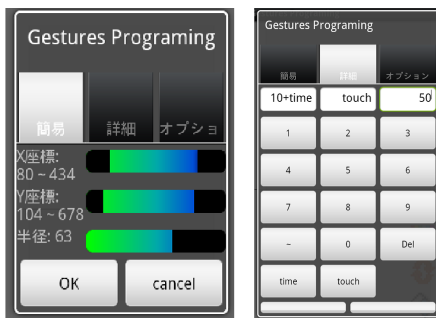 Gestures Programing
簡易 詳細 オプショ
X座標:
80 ~ 434
Y座標:
104 ~ 678
半径: 63
OK cancel
Gestures Programing
簡易 詳細 オプション
10+time touch 50
1 2 3
4 5 6
7 8 9
- 0 Del
time touch